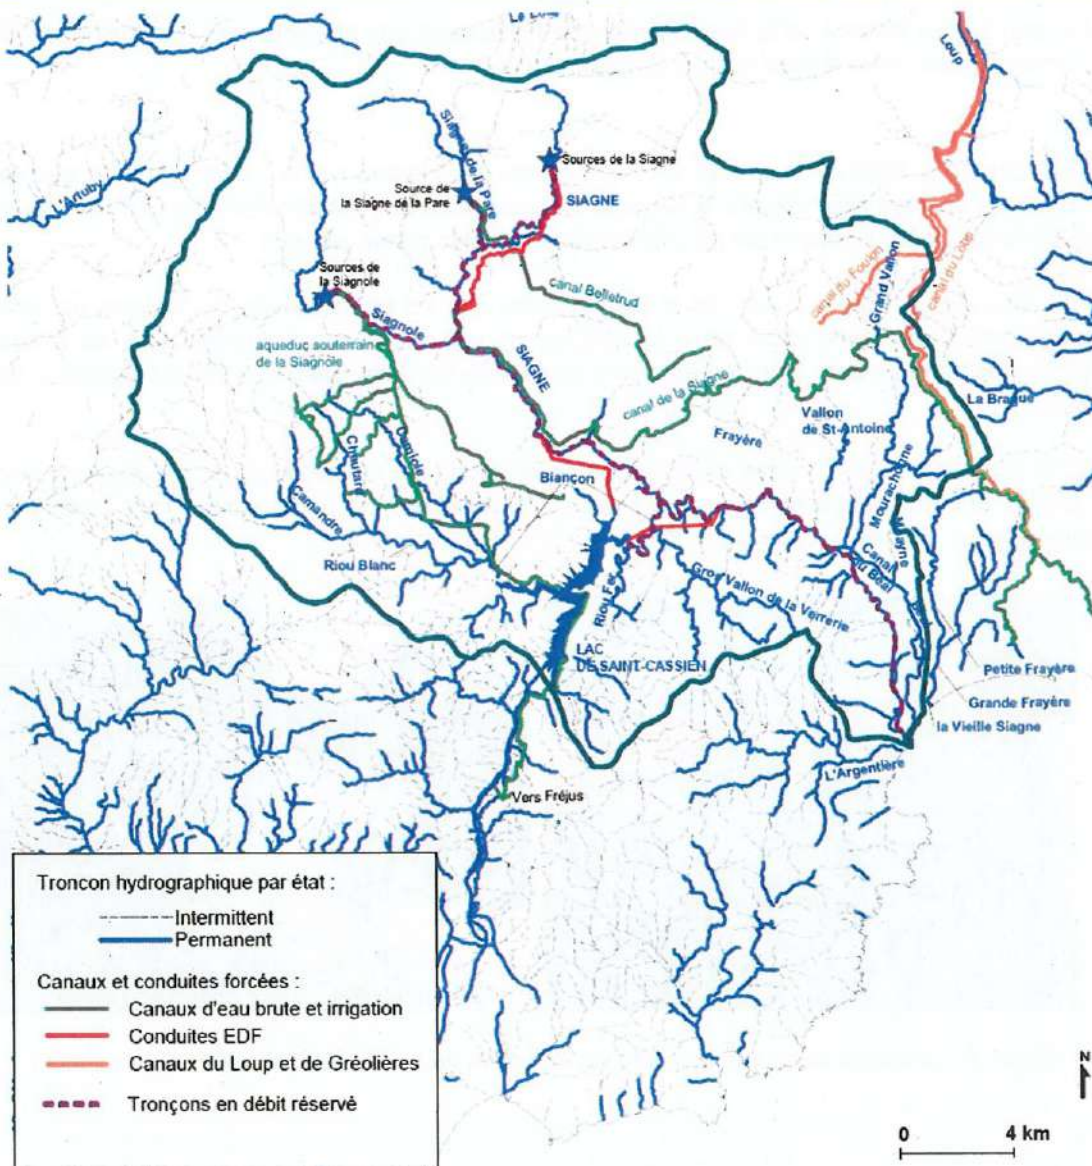 Loup
L'Artuby
Siagne de la Pare
Sources de la Siagne
Source de
la Siagne de la Pare
SIAGNE
Sources de
la Siagnole
Siagnole
canal Belletrud
canal du Foulon
Grand Vallon
canal du Loup
aqueduc souterrain
de la Siagnole
SIAGNE
canal de la Siagne
La Brague
Vallon
de St-Antoine
Frayère
Mourachonne
Chautard
Camandre
Biançon
Riou Blanc
Canal
du Béal
Riou F
Gros Vallon de la Verrerie
LAC
DE SAINT-CASSIEN
Petite Frayère
Grande Frayère
la Vieille Siagne
L'Argentière
Vers Fréjus
Troncon hydrographique par état :
Intermittent
Permanent
Canaux et conduites forcées :
Canaux d'eau brute et irrigation
Conduites EDF
Canaux du Loup et de Gréolières
Tronçons en débit réservé
N
0 4 km